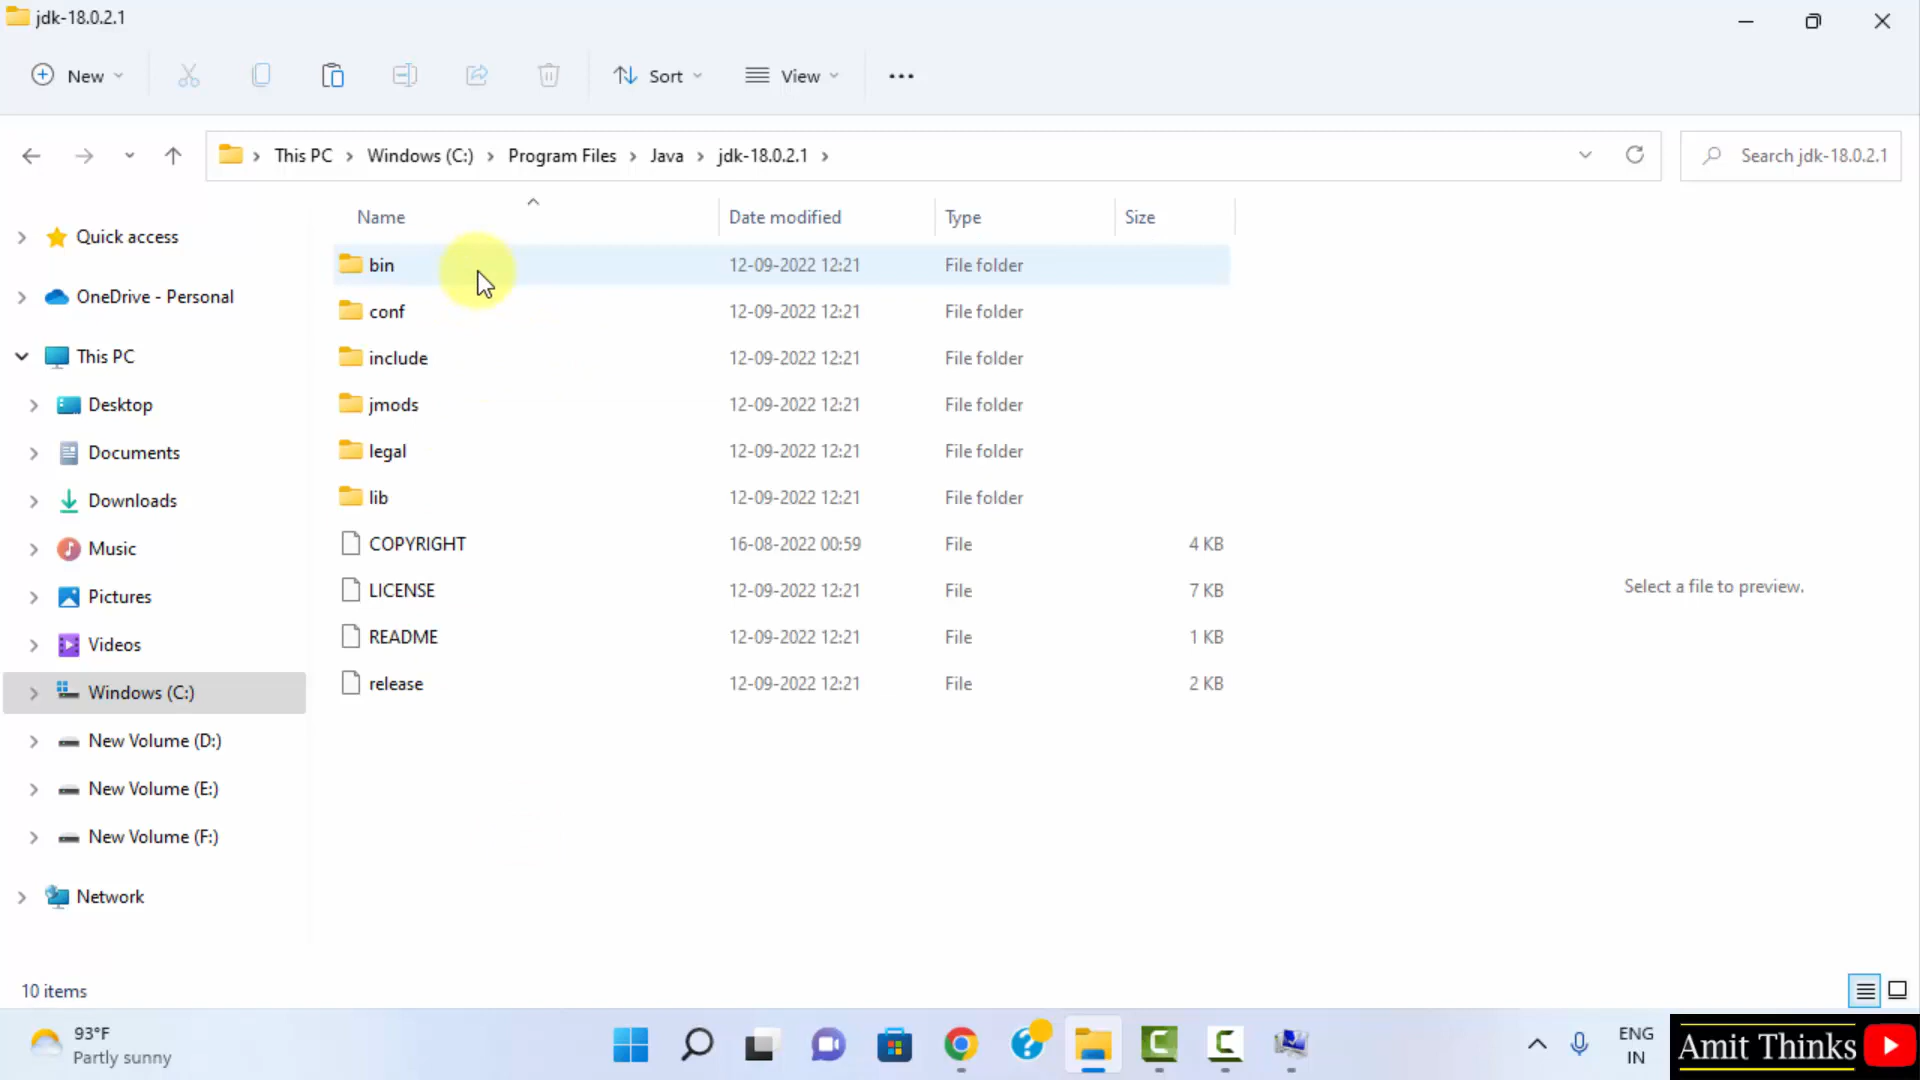 jdk-18.0.2.1
New Sort View
This PC Windows (C:) Program Files Java jdk-18.0.2.1 Search jdk-18.0.2.1
Name Date modified Type Size
Quick access
OneDrive - Personal
This PC
Desktop
Documents
Downloads
Music
Pictures
Videos
Windows (C:)
New Volume (D:)
New Volume (E:)
New Volume (F:)
Network
bin 12-09-2022 12:21 File folder
conf 12-09-2022 12:21 File folder
include 12-09-2022 12:21 File folder
jmods 12-09-2022 12:21 File folder
legal 12-09-2022 12:21 File folder
lib 12-09-2022 12:21 File folder
COPYRIGHT 16-08-2022 00:59 File 4 KB
LICENSE 12-09-2022 12:21 File 7 KB
README 12-09-2022 12:21 File 1 KB
release 12-09-2022 12:21 File 2 KB
Select a file to preview.
10 items
93°F
Partly sunny
ENG
IN
Amit Thinks